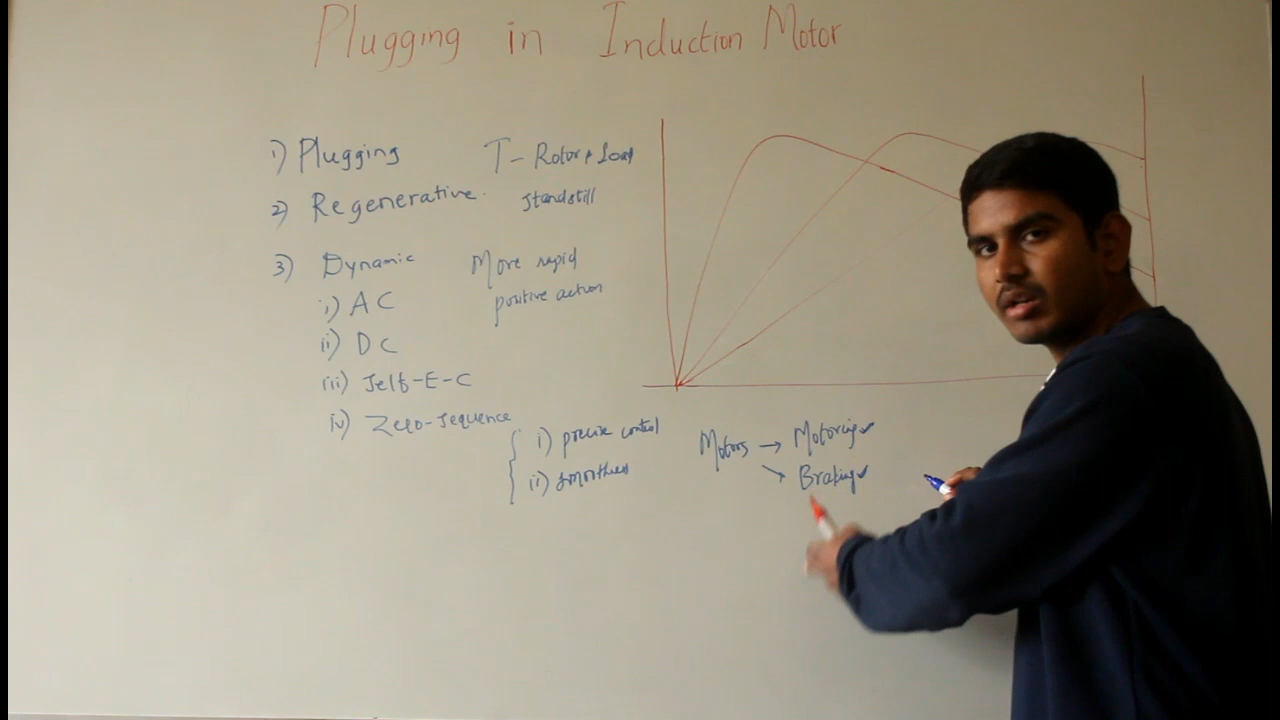 Plugging in Induction Motor
1) Plugging
T - Rotor + Load
2) Regenerative.
standstill
3) Dynamic
More rapid
positive action
i) AC
ii) DC
iii) Self-E-C
iv) Zero-sequence
i) precise control
ii) smoothness
Motors → Motoring ✓
↘ Braking ✓